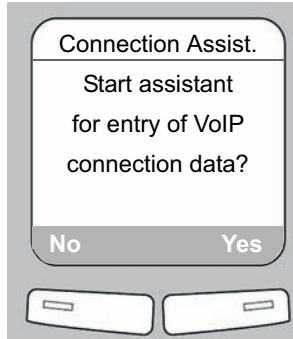 Connection Assist.
Start assistant
for entry of VoIP
connection data?
No Yes